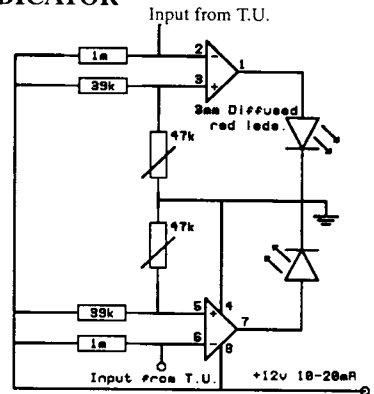 DICATOR
Input from T.U.
1m
2
39k
3
1
3mm Diffused
red leds.
47k
47k
39k
5
4
7
1m
6
8
Input from T.U.
+12v 10-20mA